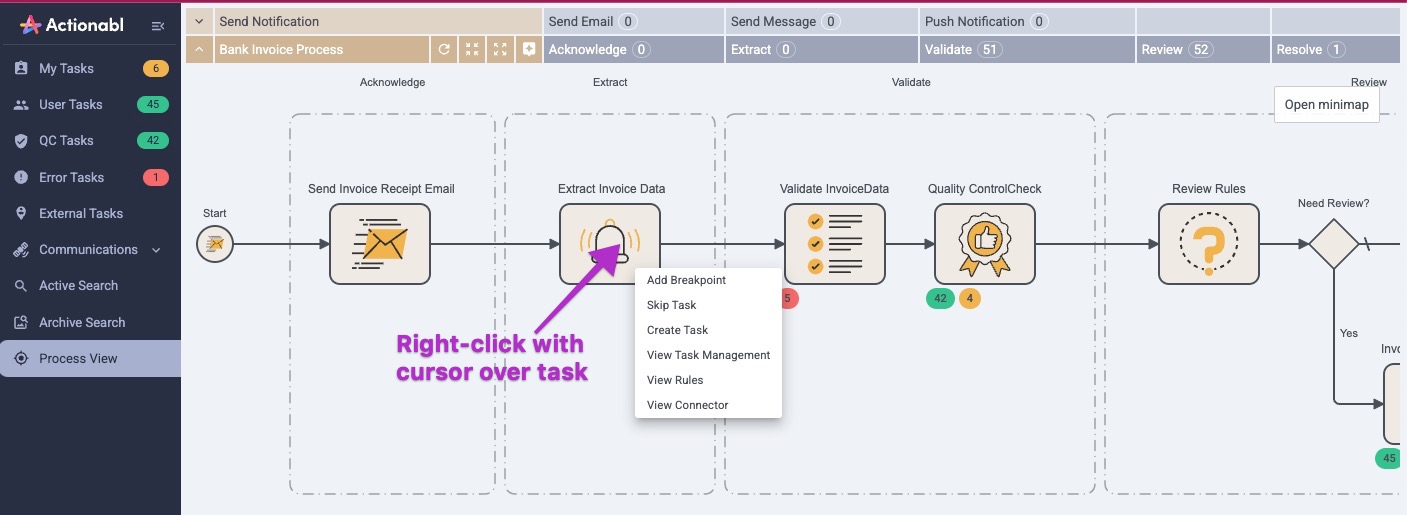 Actionabl
My Tasks 6
User Tasks 45
QC Tasks 42
Error Tasks 1
External Tasks
Communications
Active Search
Archive Search
Process View
Send Notification Send Email 0 Send Message 0 Push Notification 0
Bank Invoice Process Acknowledge 0 Extract 0 Validate 51 Review 52 Resolve 1
Acknowledge Extract Validate Review
Open minimap
Send Invoice Receipt Email Extract Invoice Data Validate InvoiceData Quality ControlCheck Review Rules
Start
Need Review?
5 42 4
Add Breakpoint
Skip Task
Create Task
View Task Management
View Rules
View Connector
Right-click with
cursor over task
Yes
45